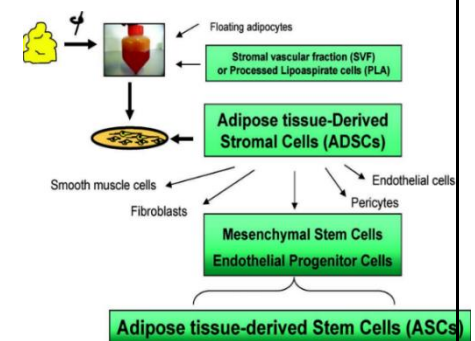 Floating adipocytes
Stromal vascular fraction (SVF)
or Processed Lipoaspirate cells (PLA)
Adipose tissue-Derived
Stromal Cells (ADSCs)
Smooth muscle cells
Endothelial cells
Fibroblasts
Pericytes
Mesenchymal Stem Cells
Endothelial Progenitor Cells
Adipose tissue-derived Stem Cells (ASCs)